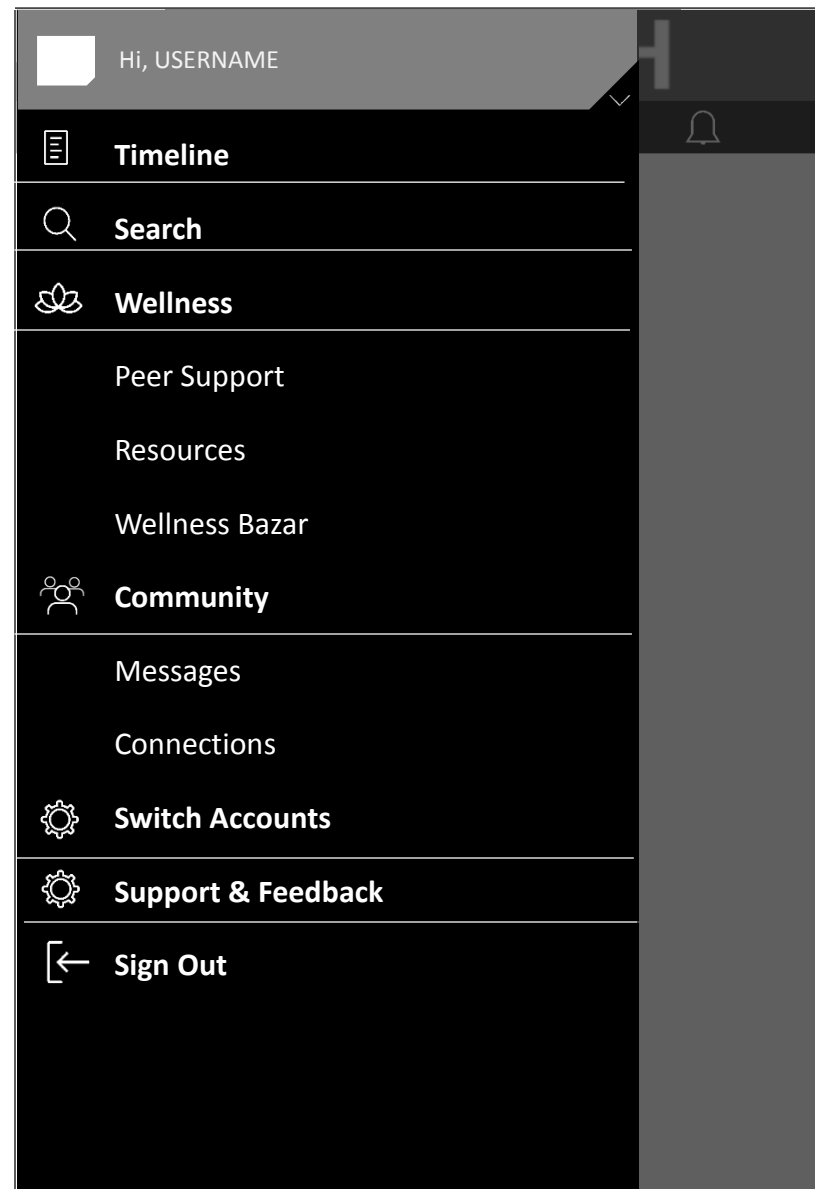 Hi, USERNAME
Timeline
Search
Wellness
Peer Support
Resources
Wellness Bazar
Community
Messages
Connections
Switch Accounts
Support & Feedback
Sign Out